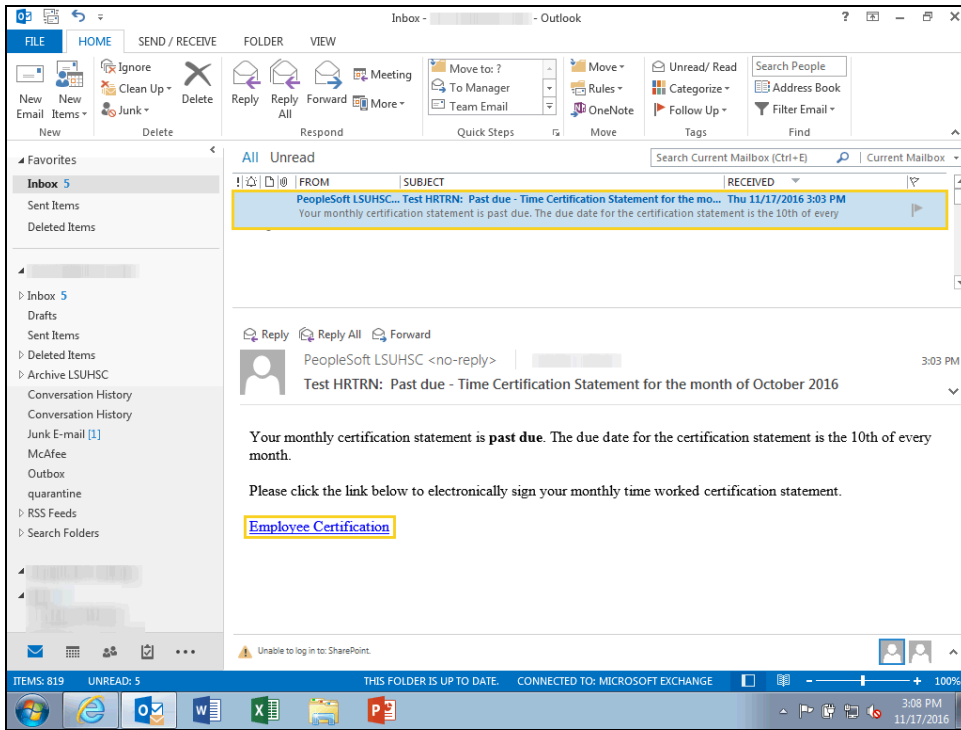 Inbox - - Outlook
FILE HOME SEND / RECEIVE FOLDER VIEW
New Email
New Items
Ignore
Clean Up
Junk
Delete
Reply
Reply All
Forward
Meeting
More
Move to: ?
To Manager
Team Email
Move
Rules
OneNote
Unread/ Read
Categorize
Follow Up
Search People
Address Book
Filter Email
New Delete Respond Quick Steps Move Tags Find
Favorites
Inbox 5
Sent Items
Deleted Items
Inbox 5
Drafts
Sent Items
Deleted Items
Archive LSUHSC
Conversation History
Conversation History
Junk E-mail [1]
McAfee
Outbox
quarantine
RSS Feeds
Search Folders
All Unread
Search Current Mailbox (Ctrl+E) Current Mailbox
! FROM SUBJECT RECEIVED
PeopleSoft LSUHSC... Test HRTRN: Past due - Time Certification Statement for the mo... Thu 11/17/2016 3:03 PM
Your monthly certification statement is past due. The due date for the certification statement is the 10th of every
Reply Reply All Forward
PeopleSoft LSUHSC <no-reply>
3:03 PM
Test HRTRN: Past due - Time Certification Statement for the month of October 2016
Your monthly certification statement is past due. The due date for the certification statement is the 10th of every
month.
Please click the link below to electronically sign your monthly time worked certification statement.
Employee Certification
Unable to log in to: SharePoint.
ITEMS: 819 UNREAD: 5 THIS FOLDER IS UP TO DATE. CONNECTED TO: MICROSOFT EXCHANGE 100%
3:08 PM
11/17/2016